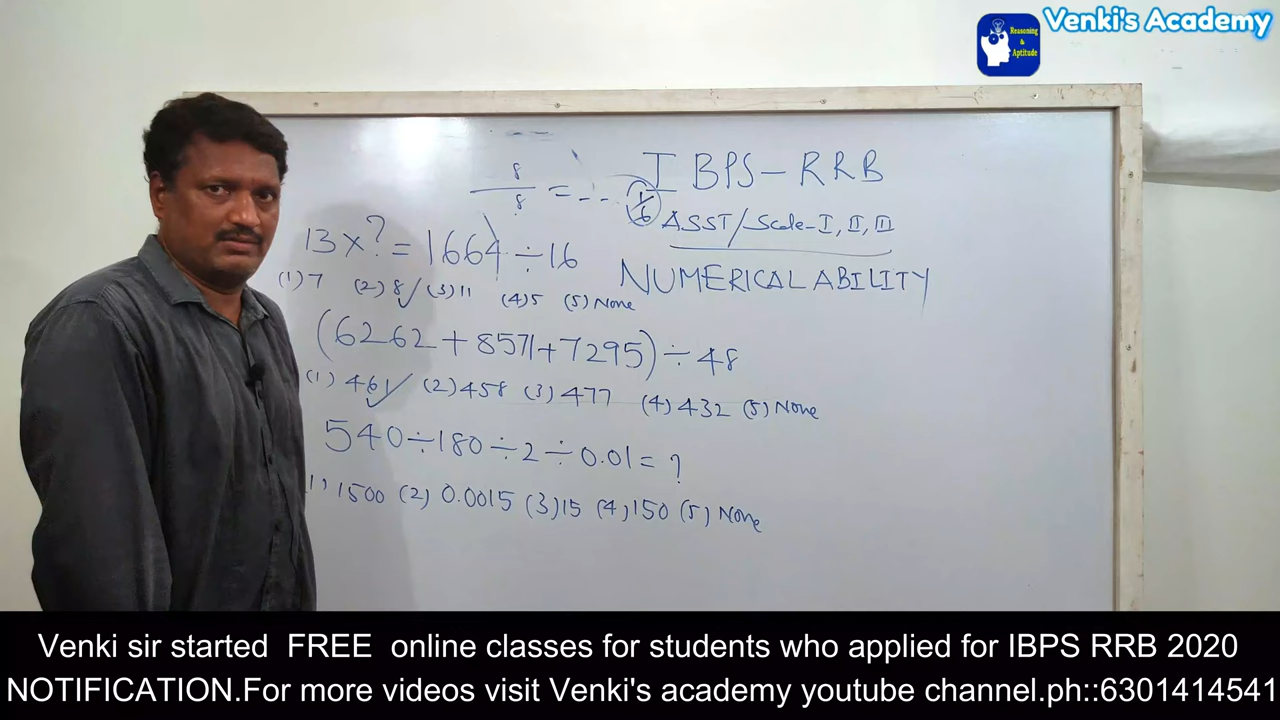 Venki's Academy
Reasoning
&
Aptitude
I BPS-RRB
8/8 = --- 1/6
ASST/Scale-I, II, III
NUMERICAL ABILITY
13 x ? = 1664 ÷ 16
(1) 7 (2) 8 ✓ (3) 11 (4) 5 (5) None
(6262 + 8571 + 7295) ÷ 48
(1) 461 ✓ (2) 458 (3) 477 (4) 432 (5) None
540 ÷ 180 ÷ 2 ÷ 0.01 = ?
(1) 1500 (2) 0.0015 (3) 15 (4) 150 (5) None
Venki sir started FREE online classes for students who applied for IBPS RRB 2020
NOTIFICATION.For more videos visit Venki's academy youtube channel.ph::6301414541